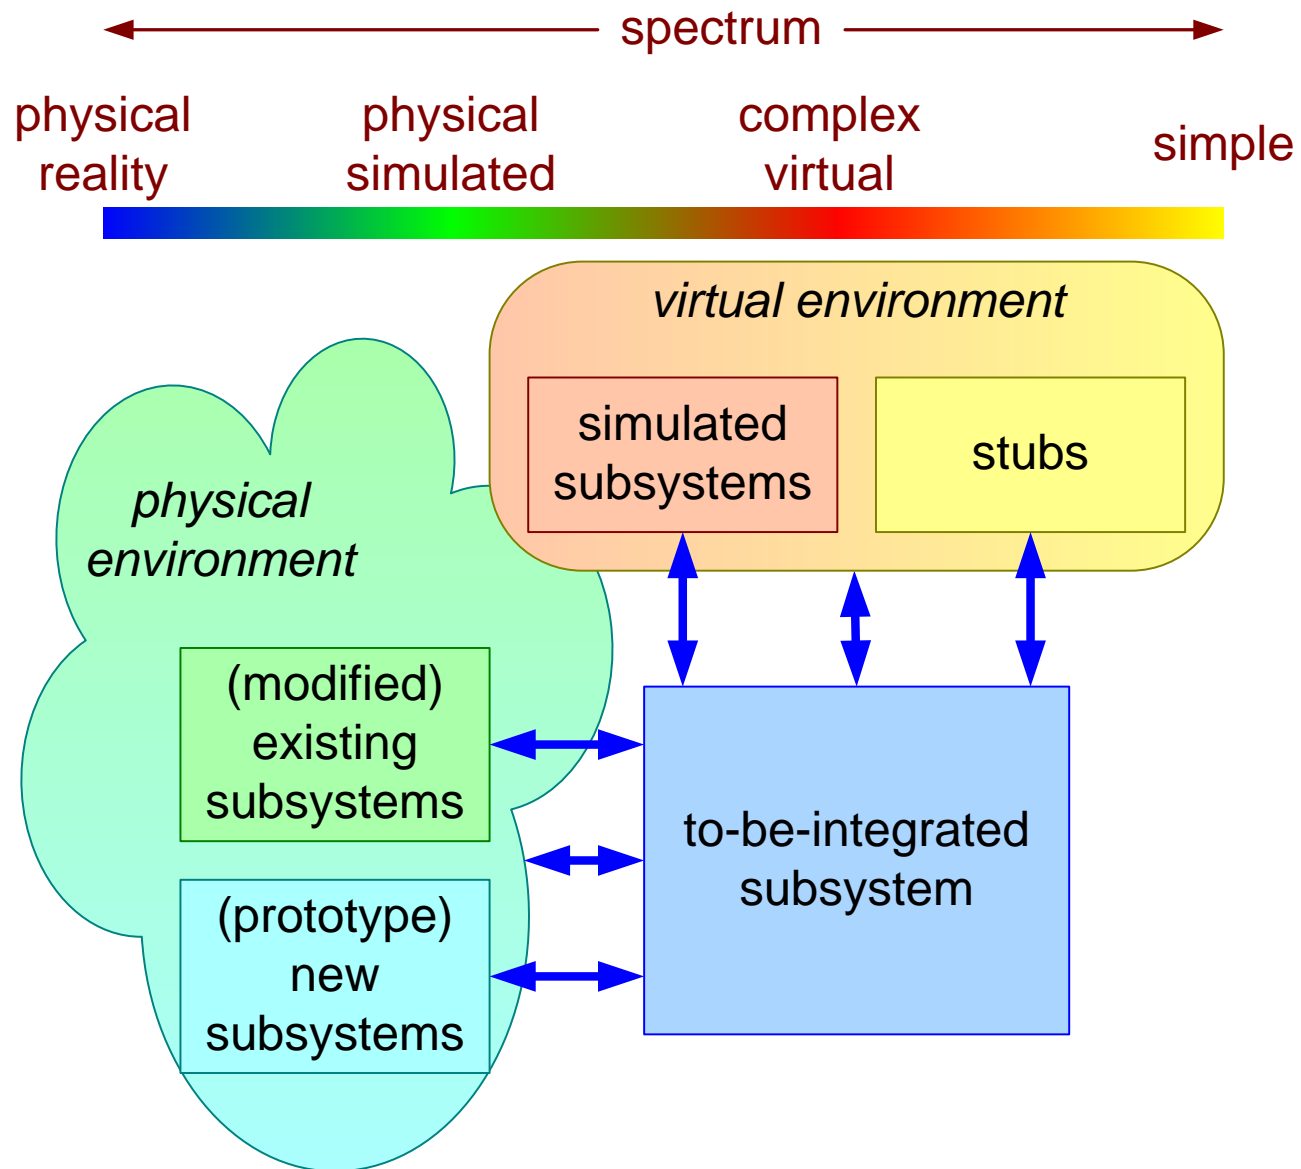 spectrum
physical
reality
physical
simulated
complex
virtual
simple
virtual environment
simulated
subsystems
stubs
physical
environment
(modified)
existing
subsystems
to-be-integrated
subsystem
(prototype)
new
subsystems